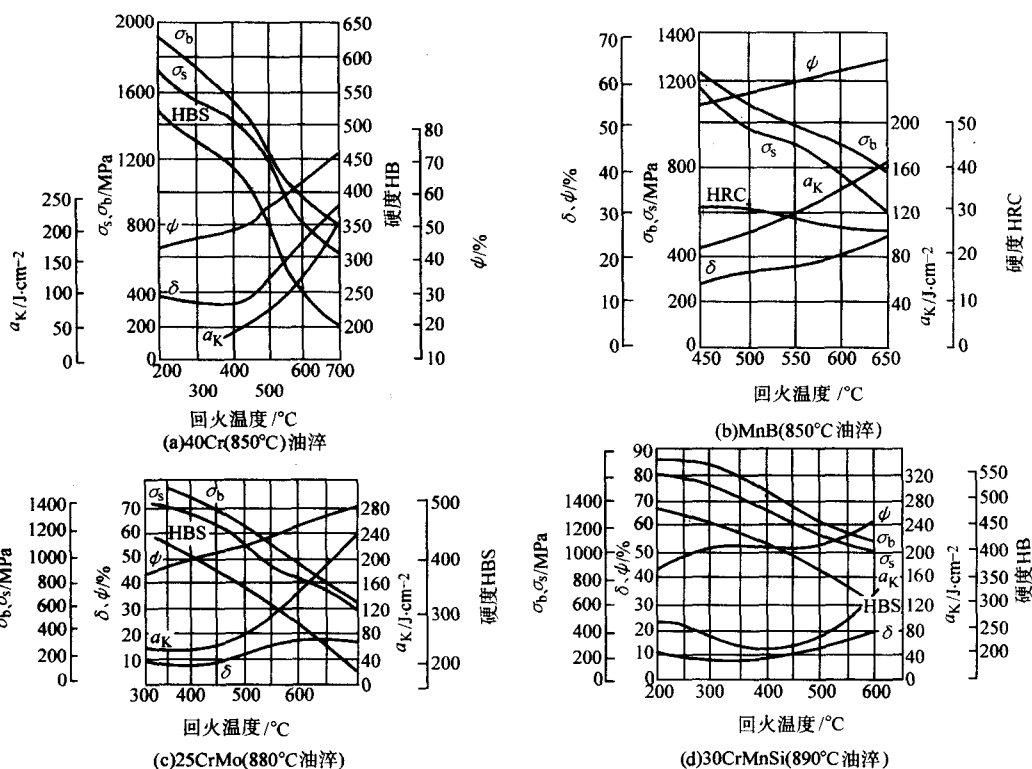 2000
1600
1200
800
400
200
0
σs、σb/MPa
250
200
150
100
50
0
aK/J·cm−2
σb
σs
HBS
ψ
δ
aK
650
600
550
500
450
400
350
300
250
200
硬度HB
80
70
60
50
40
30
20
10
ψ/%
200
300
400
500
600
700
回火温度/°C
(a)40Cr(850°C)油淬
70
60
50
40
30
20
10
0
δ、ψ/%
1400
1200
800
400
200
0
σb、σs/MPa
ψ
σb
σs
aK
HRC
δ
200
160
120
80
40
aK/J·cm−2
50
40
30
20
10
0
硬度HRC
450
500
550
600
650
回火温度/°C
(b)MnB(850°C油淬)
1400
1200
1000
800
600
400
200
0
σb、σs/MPa
70
60
50
40
30
20
10
δ、ψ/%
σs
σb
HBS
ψ
aK
δ
280
240
200
160
120
80
40
0
aK/J·cm−2
500
400
300
200
硬度HBS
300
400
500
600
回火温度/°C
(c)25CrMo(880°C油淬)
1400
1200
1000
800
600
400
200
0
σb、σs/MPa
90
80
70
60
50
40
30
20
10
0
δ、ψ/%
ψ
σb
σs
aK
HBS
δ
320
280
240
200
160
120
80
40
0
aK/J·cm−2
550
500
450
400
350
300
250
200
硬度HB
200
300
400
500
600
回火温度/°C
(d)30CrMnSi(890°C油淬)